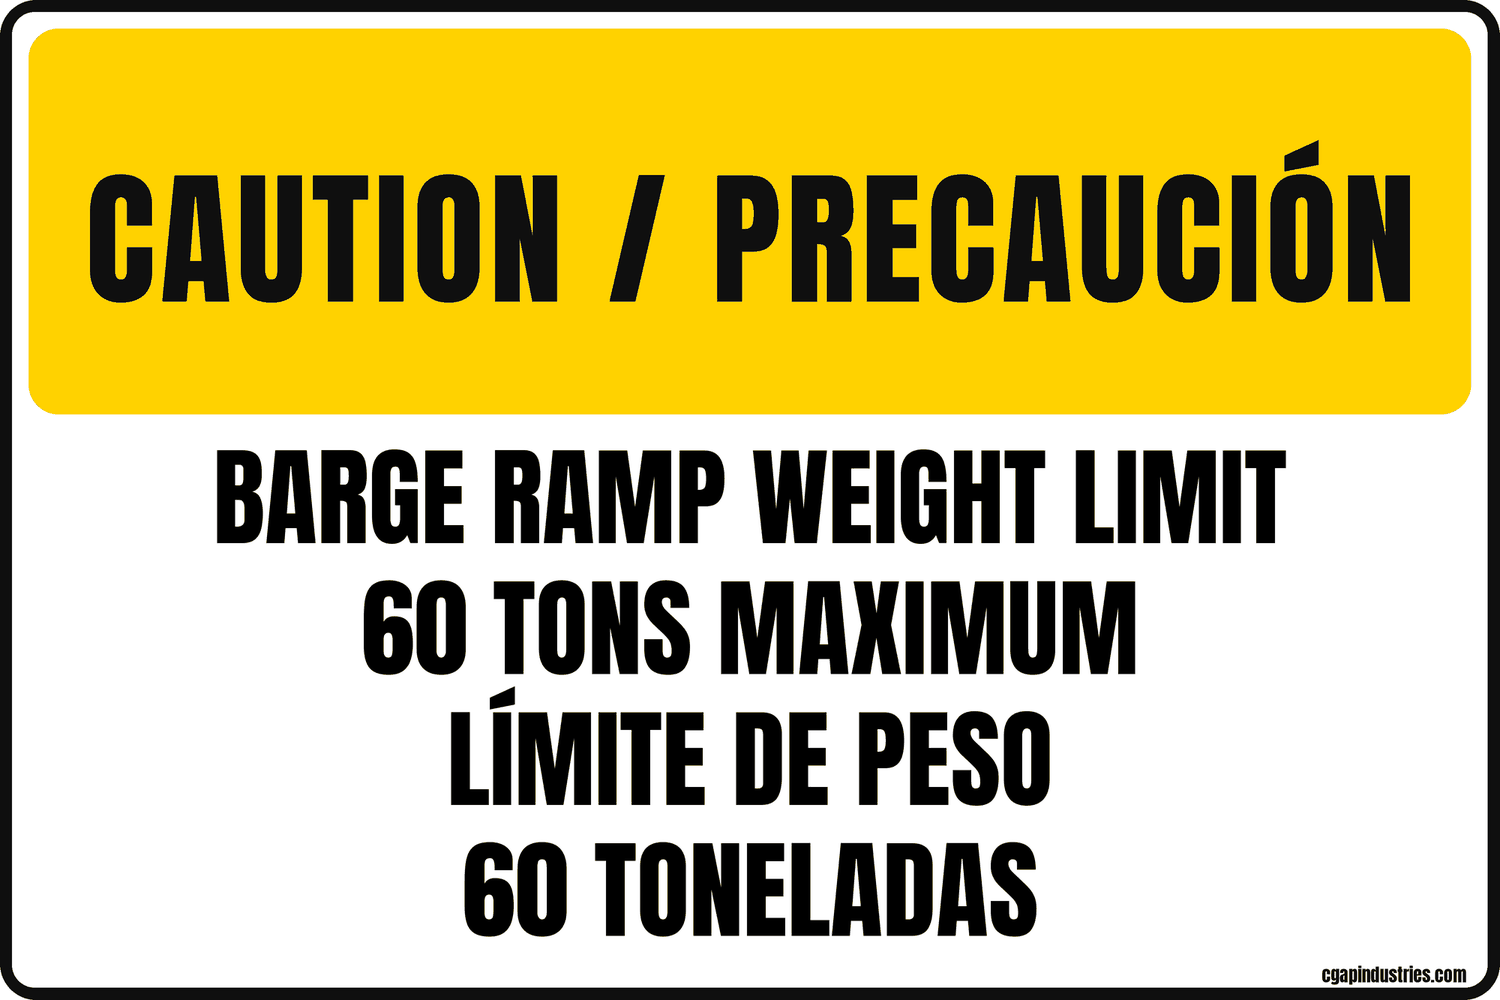 CAUTION / PRECAUCIÓN
BARGE RAMP WEIGHT LIMIT
60 TONS MAXIMUM
LÍMITE DE PESO
60 TONELADAS
cgapindustries.com